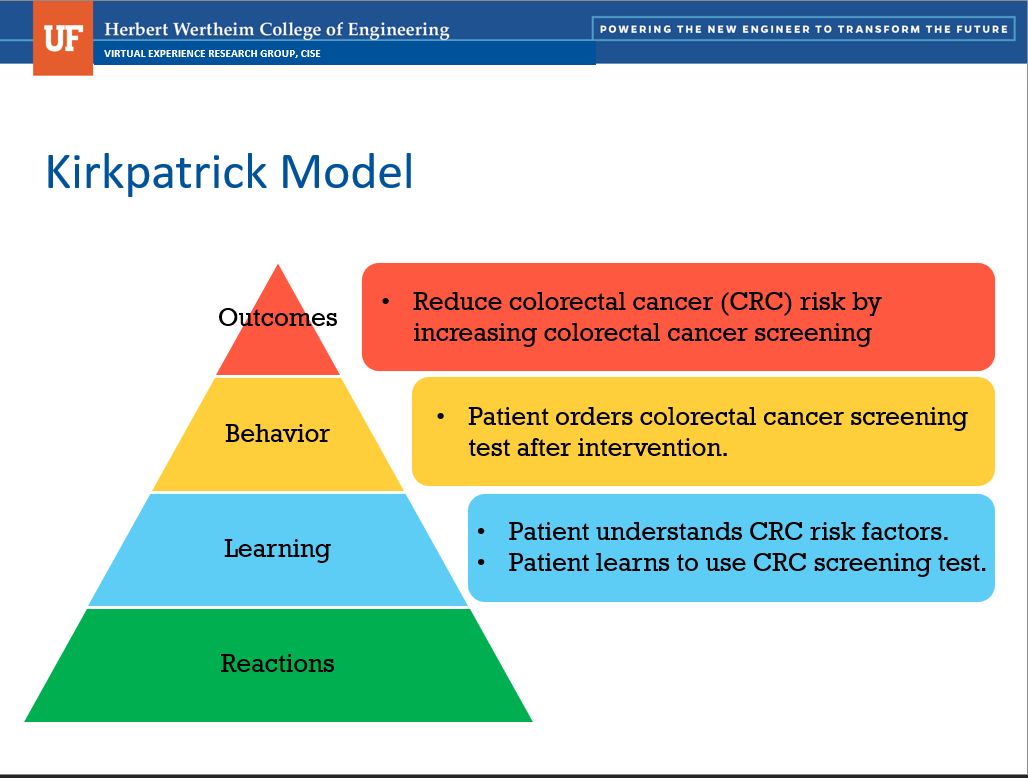 UF
Herbert Wertheim College of Engineering
POWERING THE NEW ENGINEER TO TRANSFORM THE FUTURE
VIRTUAL EXPERIENCE RESEARCH GROUP, CISE
Kirkpatrick Model
Outcomes
• Reduce colorectal cancer (CRC) risk by
increasing colorectal cancer screening
Behavior
• Patient orders colorectal cancer screening
test after intervention.
Learning
• Patient understands CRC risk factors.
• Patient learns to use CRC screening test.
Reactions